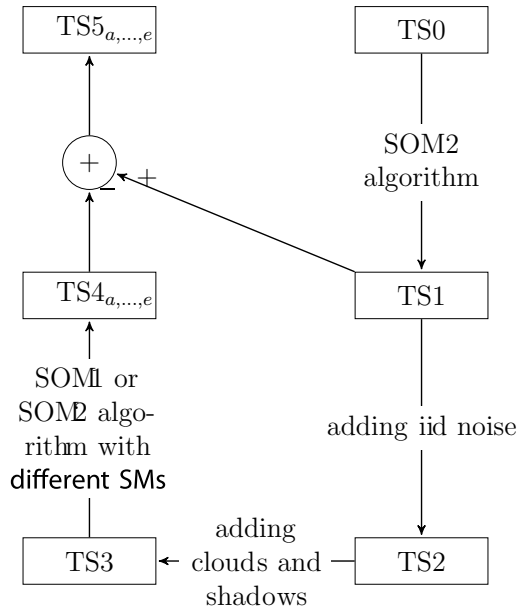 TS5a,...,e
TS0
+
− +
SOM2
algorithm
TS4a,...,e
TS1
SOM1 or
SOM2 algo-
rithm with
different SMs
adding iid noise
TS3
adding
clouds and
shadows
TS2